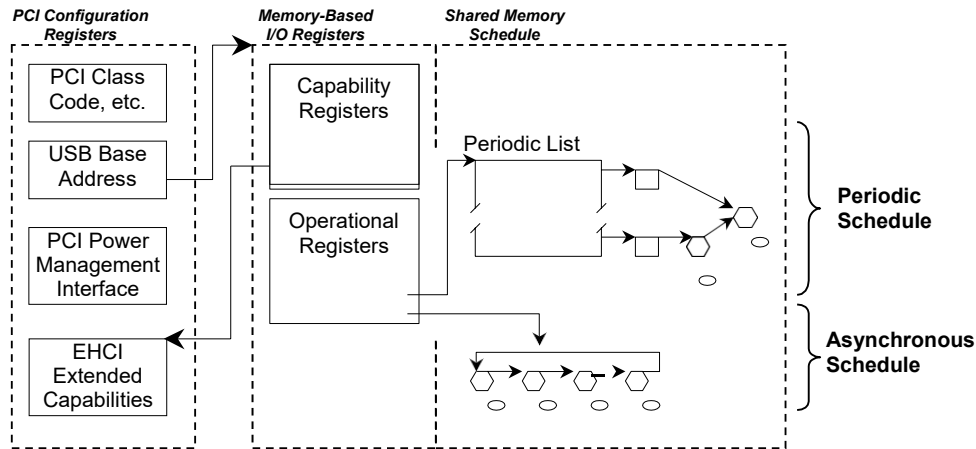 PCI Configuration
Registers
Memory-Based
I/O Registers
Shared Memory
Schedule
PCI Class
Code, etc.
USB Base
Address
PCI Power
Management
Interface
EHCI
Extended
Capabilities
Capability
Registers
Operational
Registers
Periodic List
Periodic
Schedule
Asynchronous
Schedule